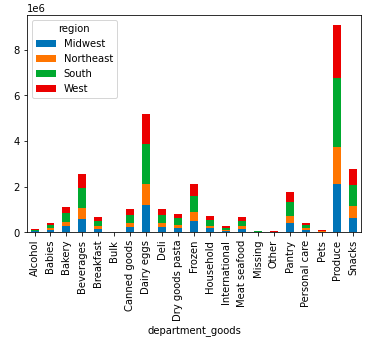 1e6
region
Midwest
Northeast
South
West
8
6
4
2
0
Alcohol
Babies
Bakery
Beverages
Breakfast
Bulk
Canned goods
Dairy eggs
Deli
Dry goods pasta
Frozen
Household
International
Meat seafood
Missing
Other
Pantry
Personal care
Pets
Produce
Snacks
department_goods